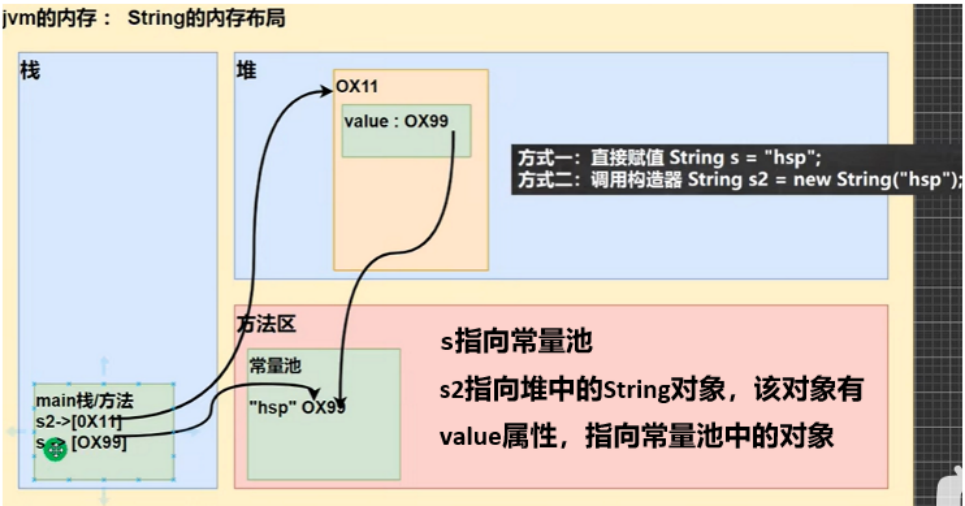 jvm的内存： String的内存布局
栈
堆
OX11
value : OX99
方式一：直接赋值 String s = "hsp";
方式二：调用构造器 String s2 = new String("hsp");
方法区
常量池
"hsp" OX99
s指向常量池
s2指向堆中的String对象，该对象有
value属性，指向常量池中的对象
main栈/方法
s2->[0X11]
s -> [OX99]